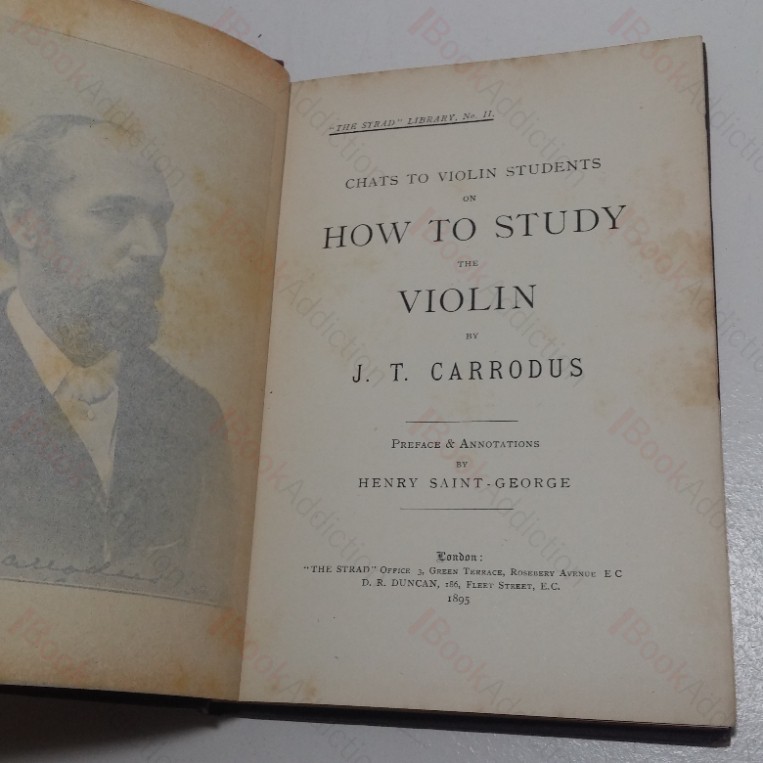 "THE STRAD" LIBRARY, No. II.
CHATS TO VIOLIN STUDENTS
ON
HOW TO STUDY
THE
VIOLIN
BY
J. T. CARRODUS
PREFACE & ANNOTATIONS
BY
HENRY SAINT-GEORGE
London:
"THE STRAD" OFFICE 3, GREEN TERRACE, ROSEBERY AVENUE E C
D. R. DUNCAN, 186, FLEET STREET, E.C.
1895
BookAddiction